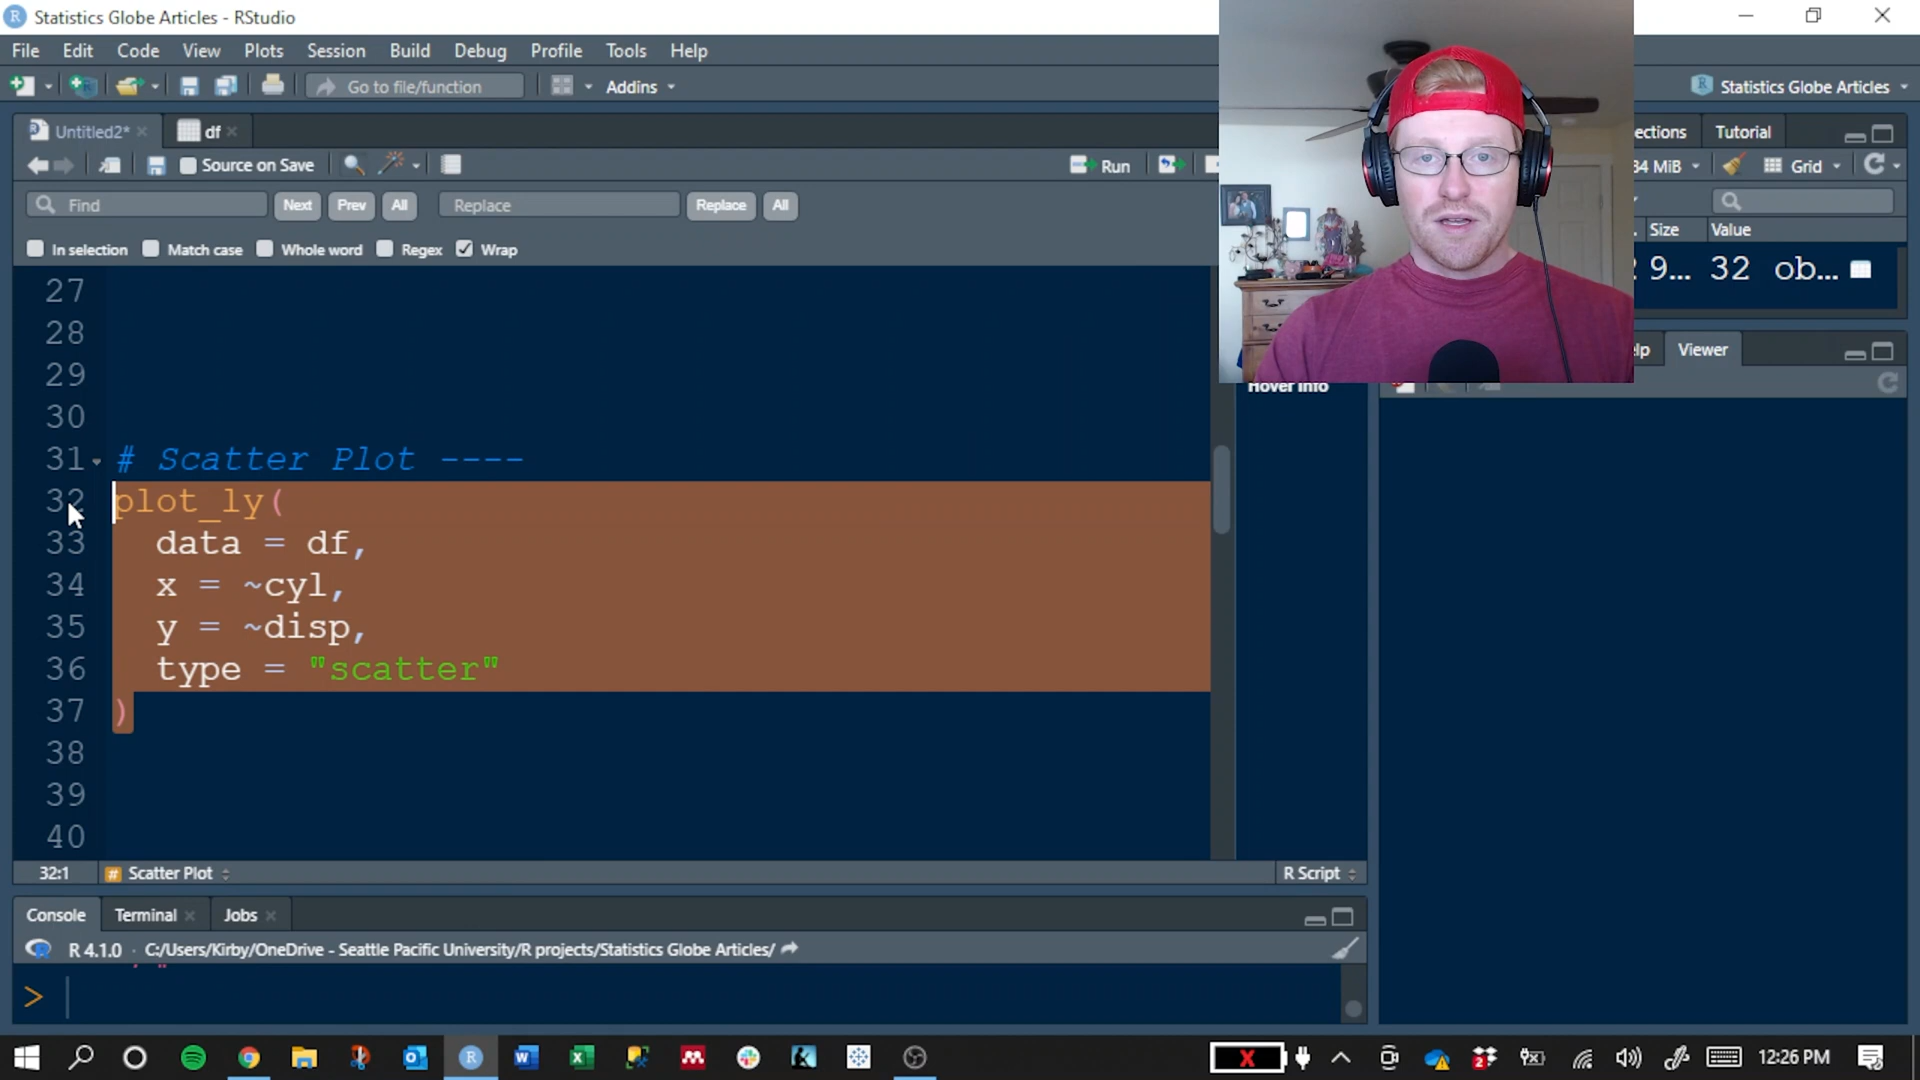 Statistics Globe Articles - RStudio
File Edit Code View Plots Session Build Debug Profile Tools Help
Go to file/function Addins Statistics Globe Articles
Untitled2* df ections Tutorial
Source on Save Run 34 MiB Grid
Find Next Prev All Replace Replace All
Size Value
In selection Match case Whole word Regex Wrap
9... 32 ob...
27
28
29
30
31 # Scatter Plot ----
32 plot_ly(
33 data = df,
34 x = ~cyl,
35 y = ~disp,
36 type = "scatter"
37 )
38
39
40
lp Viewer
Hover Info
32:1 Scatter Plot R Script
Console Terminal Jobs
R 4.1.0 · C:/Users/Kirby/OneDrive - Seattle Pacific University/R projects/Statistics Globe Articles/
>
12:26 PM